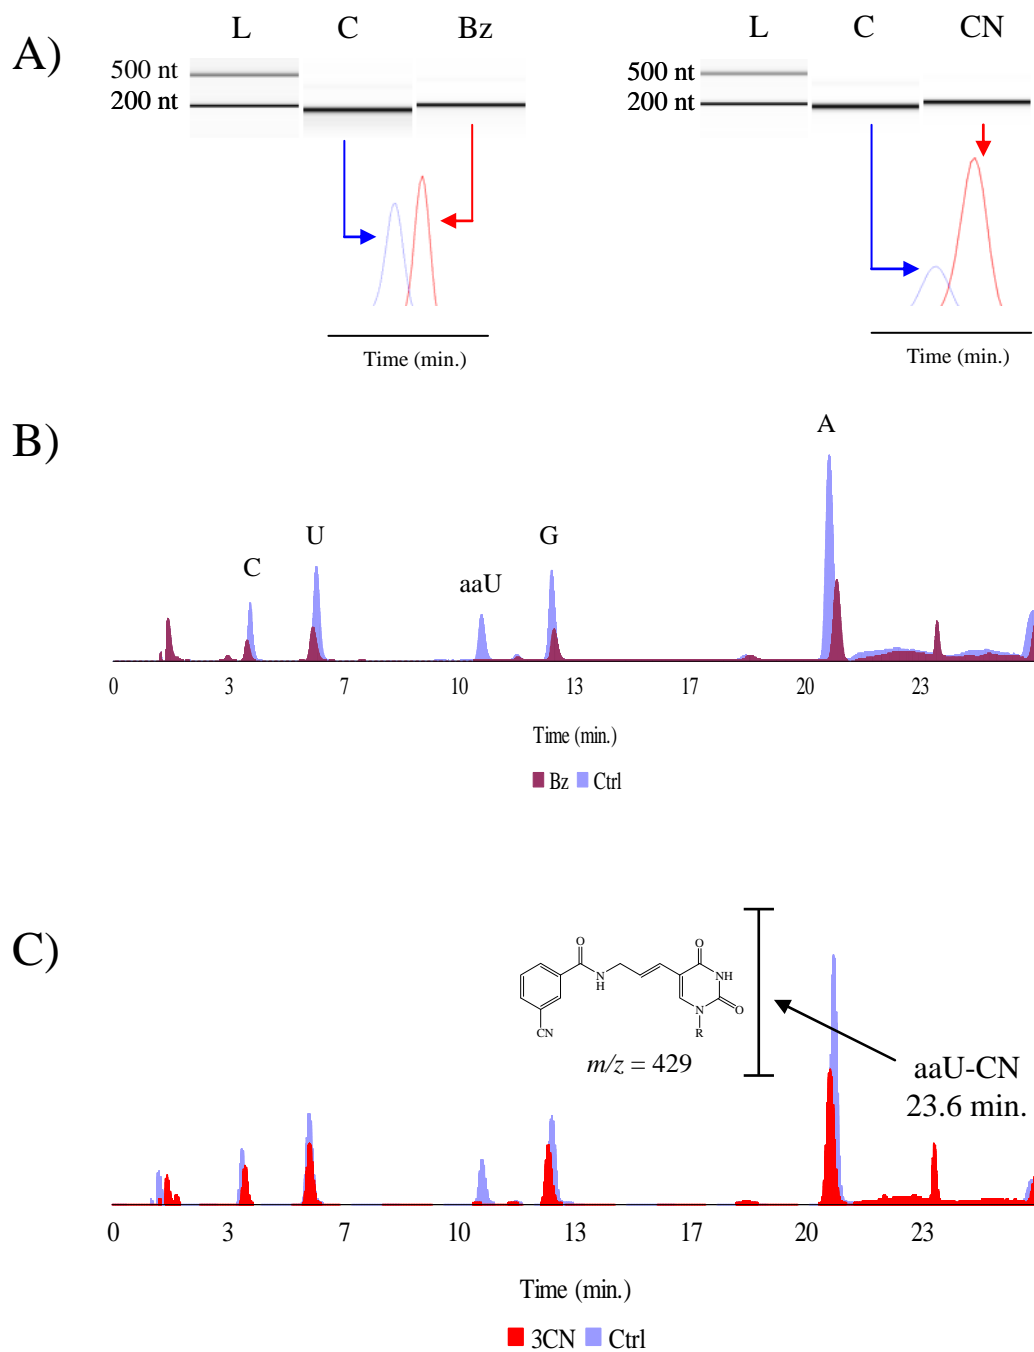 A)
L C Bz
500 nt
200 nt
Time (min.)
L C CN
500 nt
200 nt
Time (min.)
B)
C
U
aaU
G
A
0 3 7 10 13 17 20 23
Time (min.)
Bz Ctrl
C)
O
N
H
CN
O
NH
N
O
R
m/z = 429
aaU-CN
23.6 min.
0 3 7 10 13 17 20 23
Time (min.)
3CN Ctrl